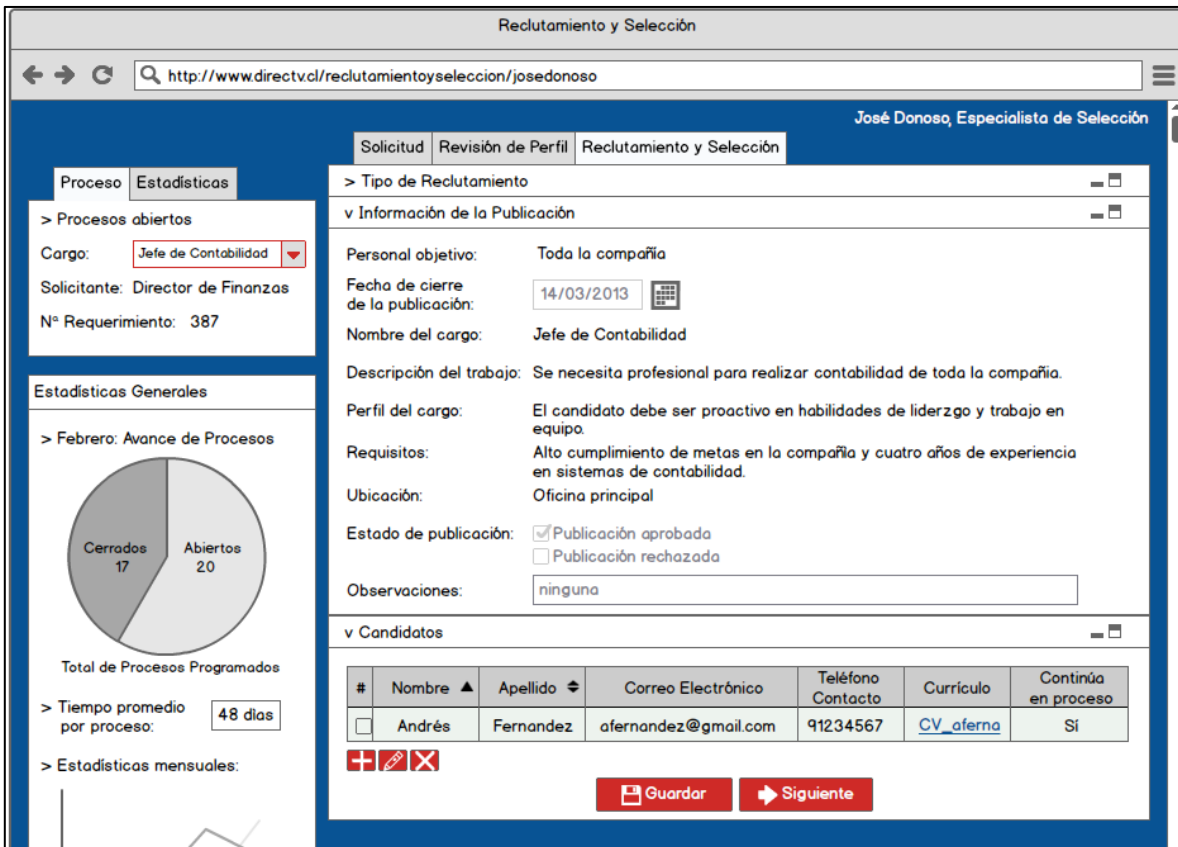 Reclutamiento y Selección
http://www.directv.cl/reclutamientoyseleccion/josedonoso
José Donoso, Especialista de Selección
Solicitud Revisión de Perfil Reclutamiento y Selección
Proceso Estadísticas
> Procesos abiertos
Cargo: Jefe de Contabilidad
Solicitante: Director de Finanzas
Nº Requerimiento: 387
Estadísticas Generales
> Febrero: Avance de Procesos
Cerrados
17
Abiertos
20
Total de Procesos Programados
> Tiempo promedio
por proceso:
48 días
> Estadísticas mensuales:
> Tipo de Reclutamiento
v Información de la Publicación
Personal objetivo: Toda la compañía
Fecha de cierre
de la publicación:
14/03/2013
Nombre del cargo: Jefe de Contabilidad
Descripción del trabajo: Se necesita profesional para realizar contabilidad de toda la compañia.
Perfil del cargo: El candidato debe ser proactivo en habilidades de liderzgo y trabajo en
equipo.
Requisitos: Alto cumplimiento de metas en la compañía y cuatro años de experiencia
en sistemas de contabilidad.
Ubicación: Oficina principal
Estado de publicación: Publicación aprobada
Publicación rechazada
Observaciones: ninguna
v Candidatos
# Nombre Apellido Correo Electrónico Teléfono Contacto Currículo Continúa en proceso
Andrés Fernandez afernandez@gmail.com 91234567 CV_aferna Sí
Guardar Siguiente